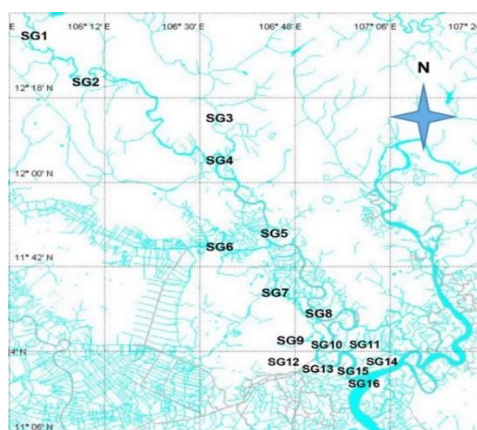 E 106° 12' E 106° 30' E 106° 48' E 107° 06' E 107° 2
SG1
N
SG2
12° 18' N
SG3
SG4
12° 00' N
SG5
SG6
11° 42' N
SG7
SG8
SG9 SG10 SG11
4' N
SG12 SG13 SG15 SG14
SG16
11° 06' N